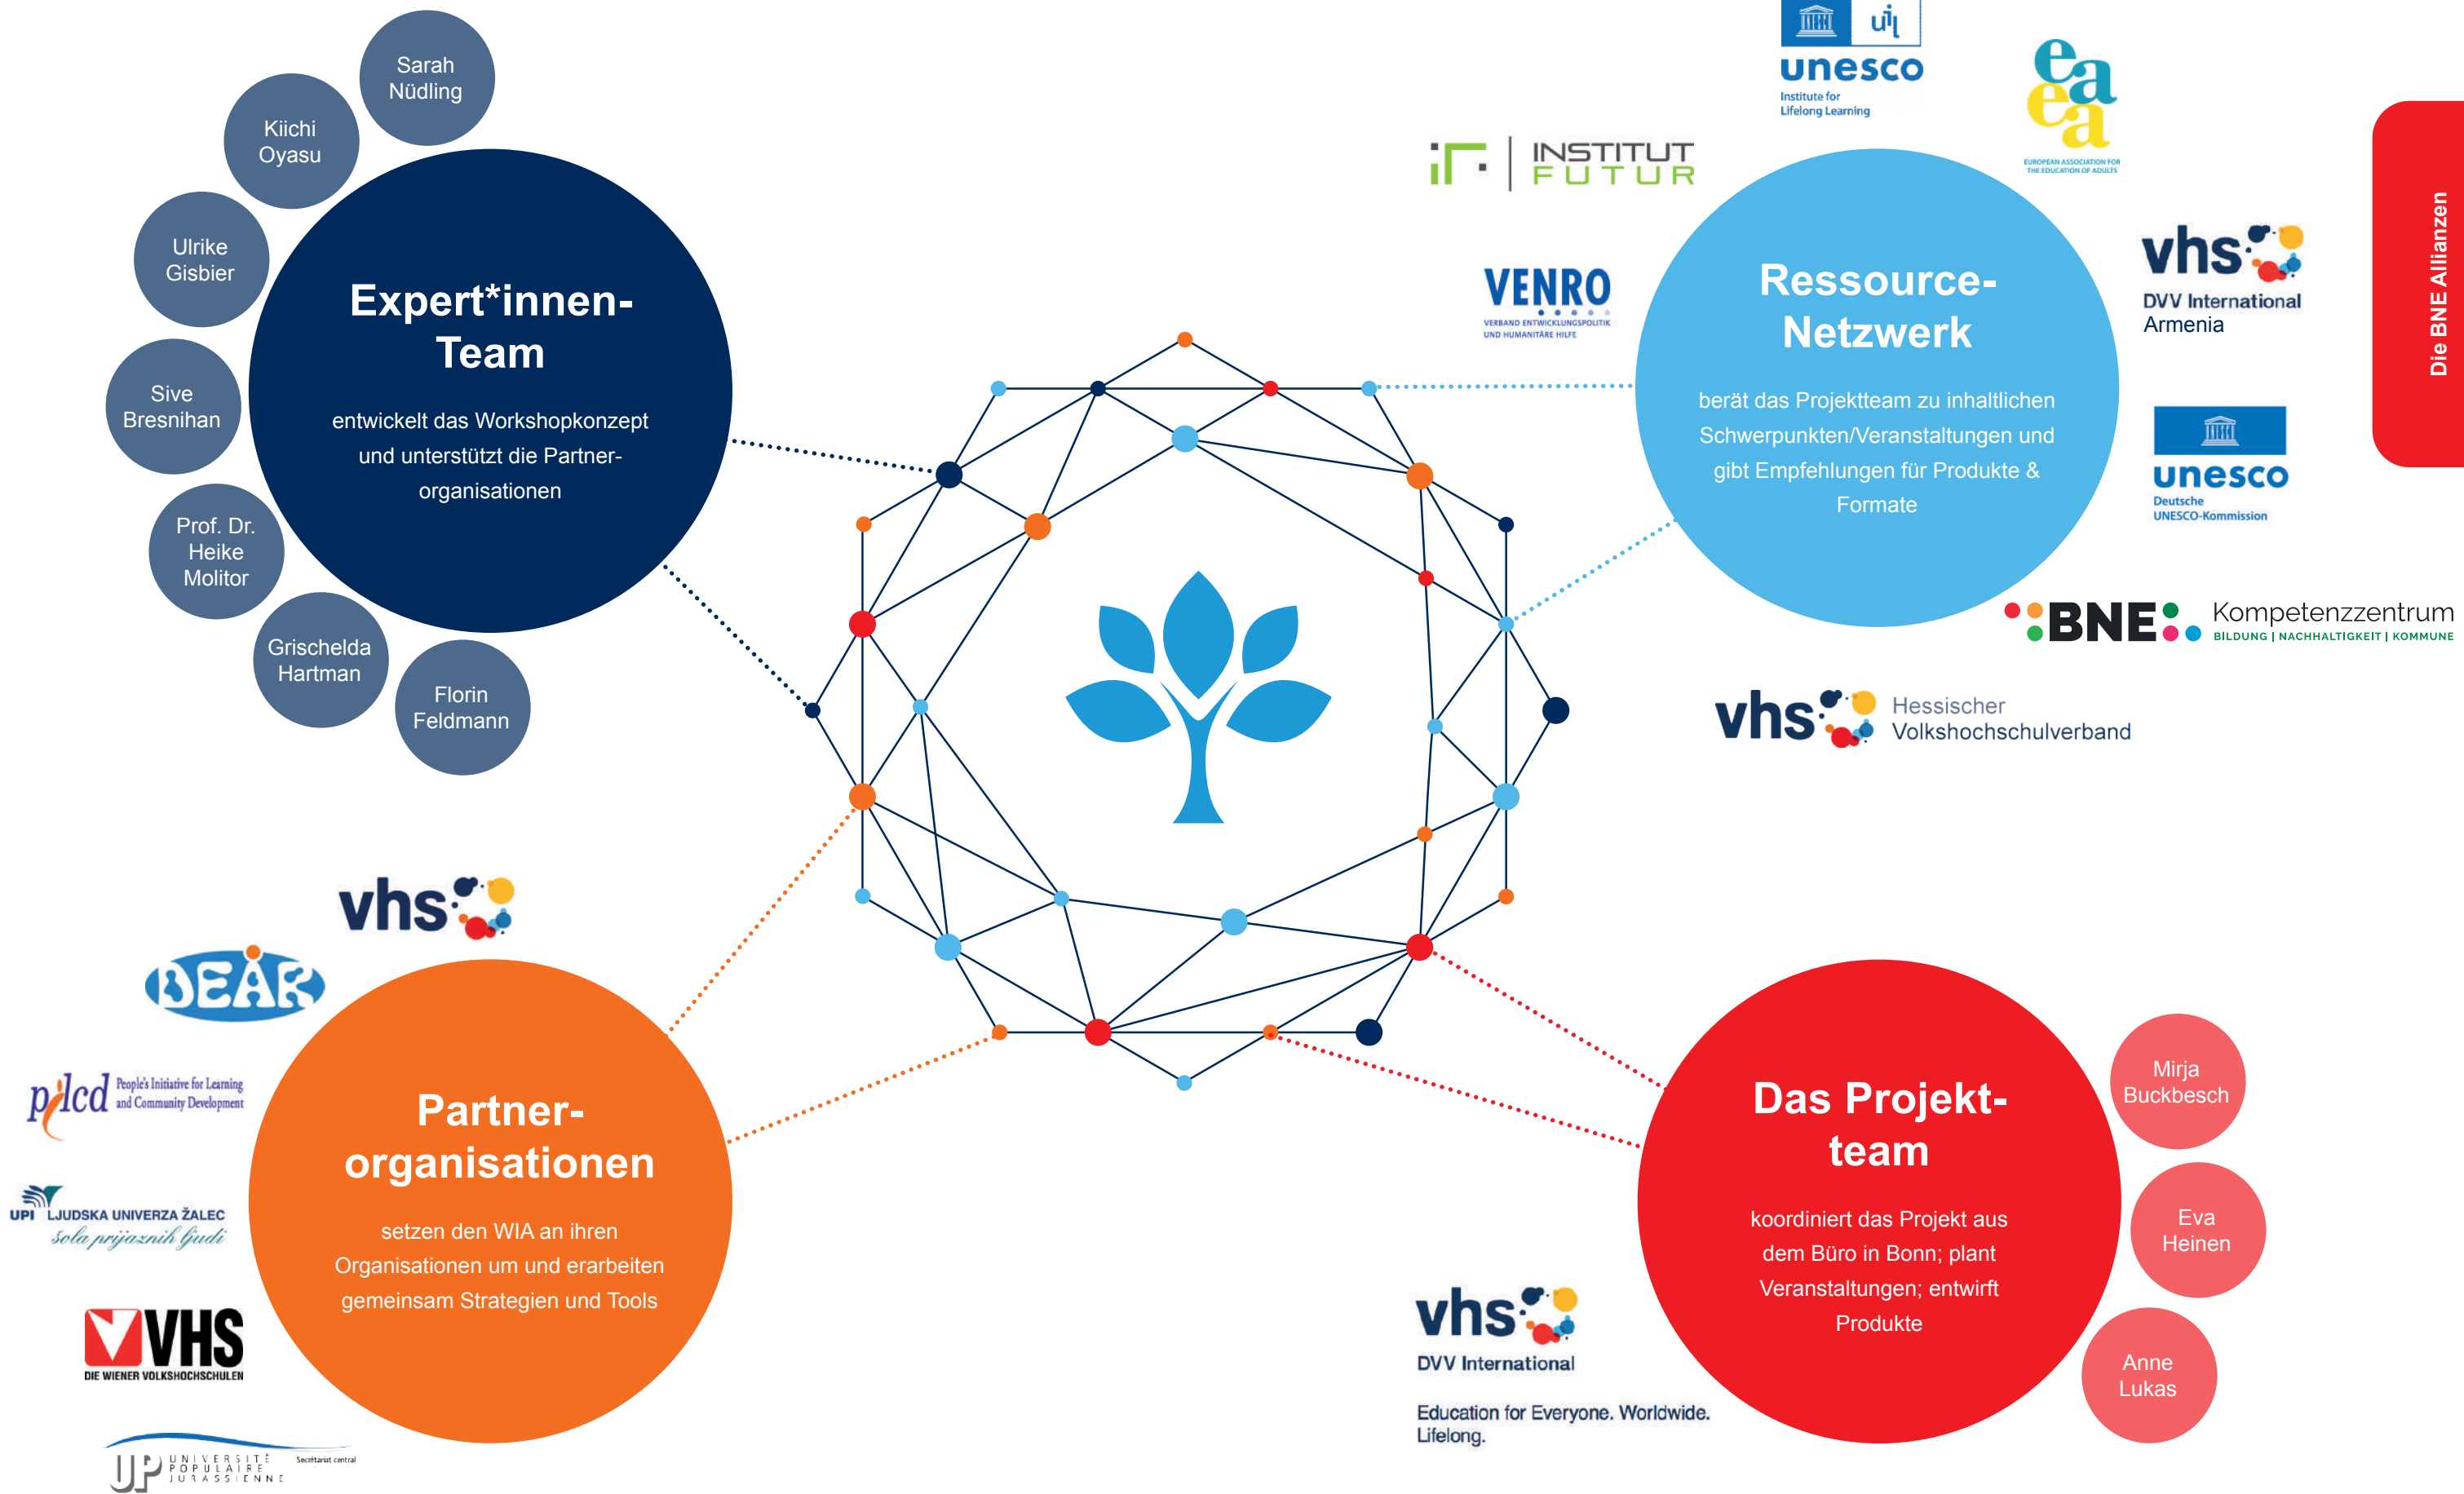 Sarah
Nüdling
Kiichi
Oyasu
Ulrike
Gisbier
Sive
Bresnihan
Prof. Dr.
Heike
Molitor
Grischelda
Hartman
Florin
Feldmann
Expert*innen-
Team
entwickelt das Workshopkonzept
und unterstützt die Partner-
organisationen
uil
unesco
Institute for
Lifelong Learning
eaea
EUROPEAN ASSOCIATION FOR
THE EDUCATION OF ADULTS
INSTITUT
FUTUR
VENRO
VERBAND ENTWICKLUNGSPOLITIK
UND HUMANITÄRE HILFE
Ressource-
Netzwerk
berät das Projektteam zu inhaltlichen
Schwerpunkten/Veranstaltungen und
gibt Empfehlungen für Produkte &
Formate
vhs
DVV International
Armenia
unesco
Deutsche
UNESCO-Kommission
BNE
Kompetenzzentrum
BILDUNG | NACHHALTIGKEIT | KOMMUNE
vhs
Hessischer
Volkshochschulverband
Die BNE Allianzen
vhs
DEAR
pilcd
People's Initiative for Learning
and Community Development
UPI LJUDSKA UNIVERZA ŽALEC
šola prijaznih ljudi
VHS
DIE WIENER VOLKSHOCHSCHULEN
UP
UNIVERSITÉ
POPULAIRE
JURASSIENNE
Secrétariat central
Partner-
organisationen
setzen den WIA an ihren
Organisationen um und erarbeiten
gemeinsam Strategien und Tools
Das Projekt-
team
koordiniert das Projekt aus
dem Büro in Bonn; plant
Veranstaltungen; entwirft
Produkte
Mirja
Buckbesch
Eva
Heinen
Anne
Lukas
vhs
DVV International
Education for Everyone. Worldwide.
Lifelong.